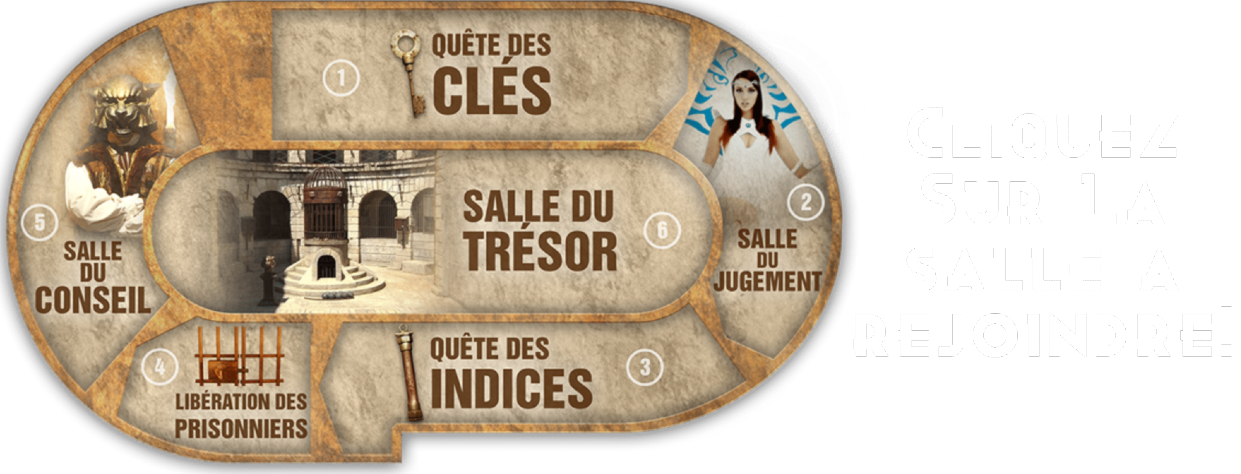 1
QUÊTE DES
CLÉS
2
SALLE
DU
JUGEMENT
3
QUÊTE DES
INDICES
4
LIBÉRATION DES
PRISONNIERS
5
SALLE
DU
CONSEIL
6
SALLE DU
TRÉSOR
CLIQUEZ
SUR LA
SALLE A
REJOINDRE!